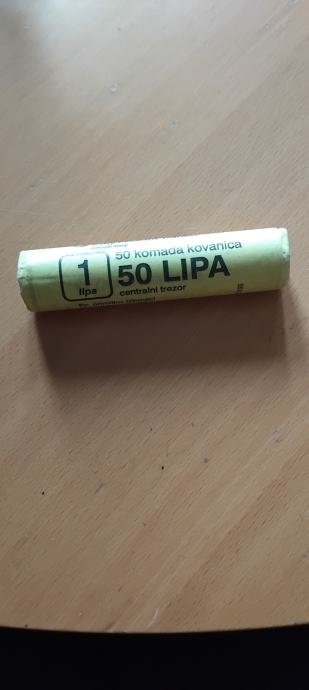 50 komada kovanica
1
lipa
50 LIPA
centralni trezor